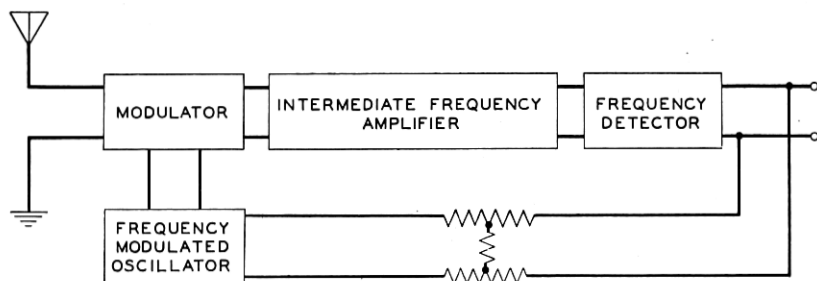 MODULATOR
INTERMEDIATE FREQUENCY
AMPLIFIER
FREQUENCY
DETECTOR
FREQUENCY
MODULATED
OSCILLATOR